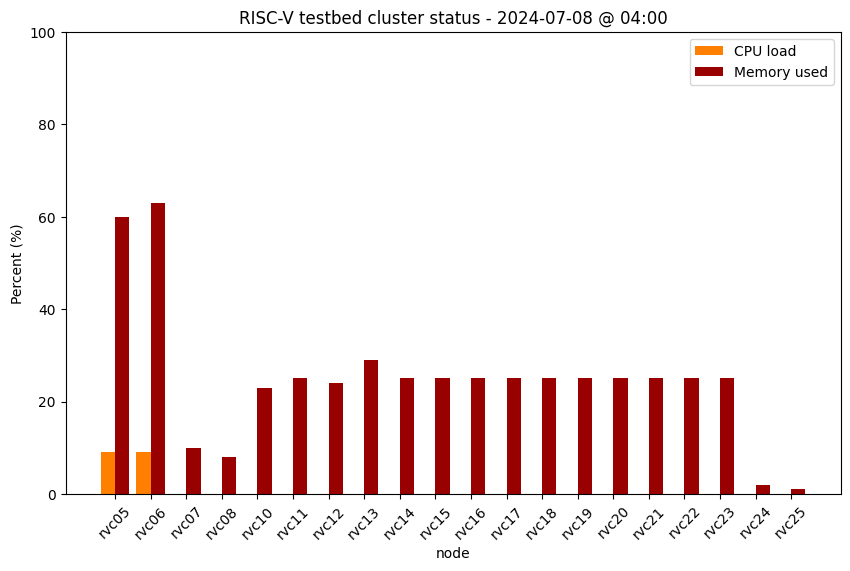 RISC-V testbed cluster status - 2024-07-08 @ 04:00
CPU load
Memory used
Percent (%)
100
80
60
40
20
0
rvc05
rvc06
rvc07
rvc08
rvc10
rvc11
rvc12
rvc13
rvc14
rvc15
rvc16
rvc17
rvc18
rvc19
rvc20
rvc21
rvc22
rvc23
rvc24
rvc25
node